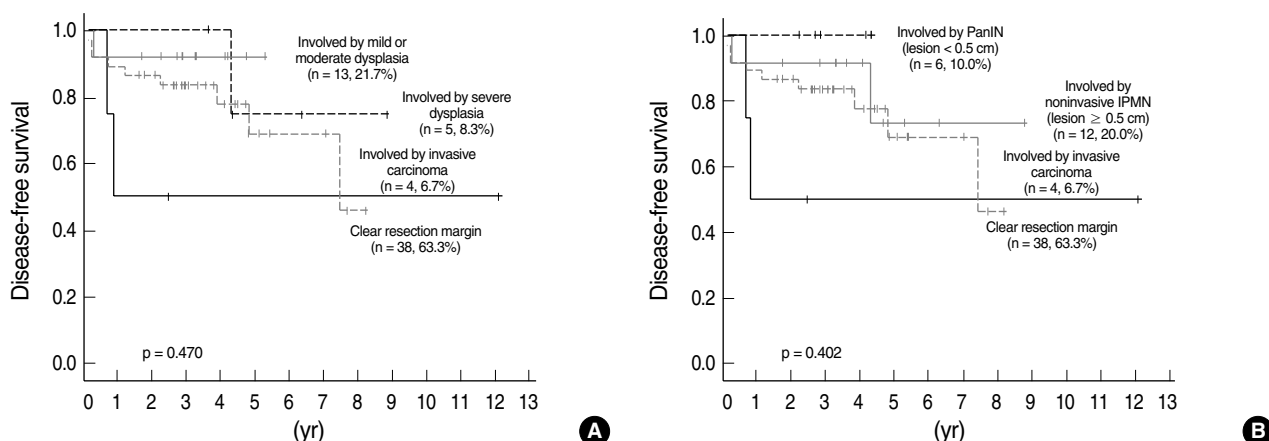 1.0
0.8
0.6
0.4
0.2
0.0
Disease-free survival
Involved by mild or
moderate dysplasia
(n = 13, 21.7%)
Involved by severe
dysplasia
(n = 5, 8.3%)
Involved by invasive
carcinoma
(n = 4, 6.7%)
Clear resection margin
(n = 38, 63.3%)
p = 0.470
0 1 2 3 4 5 6 7 8 9 10 11 12 13
(yr)
A
1.0
0.8
0.6
0.4
0.2
0.0
Disease-free survival
Involved by PanIN
(lesion < 0.5 cm)
(n = 6, 10.0%)
Involved by
noninvasive IPMN
(lesion ≥ 0.5 cm)
(n = 12, 20.0%)
Involved by invasive
carcinoma
(n = 4, 6.7%)
Clear resection margin
(n = 38, 63.3%)
p = 0.402
0 1 2 3 4 5 6 7 8 9 10 11 12 13
(yr)
B